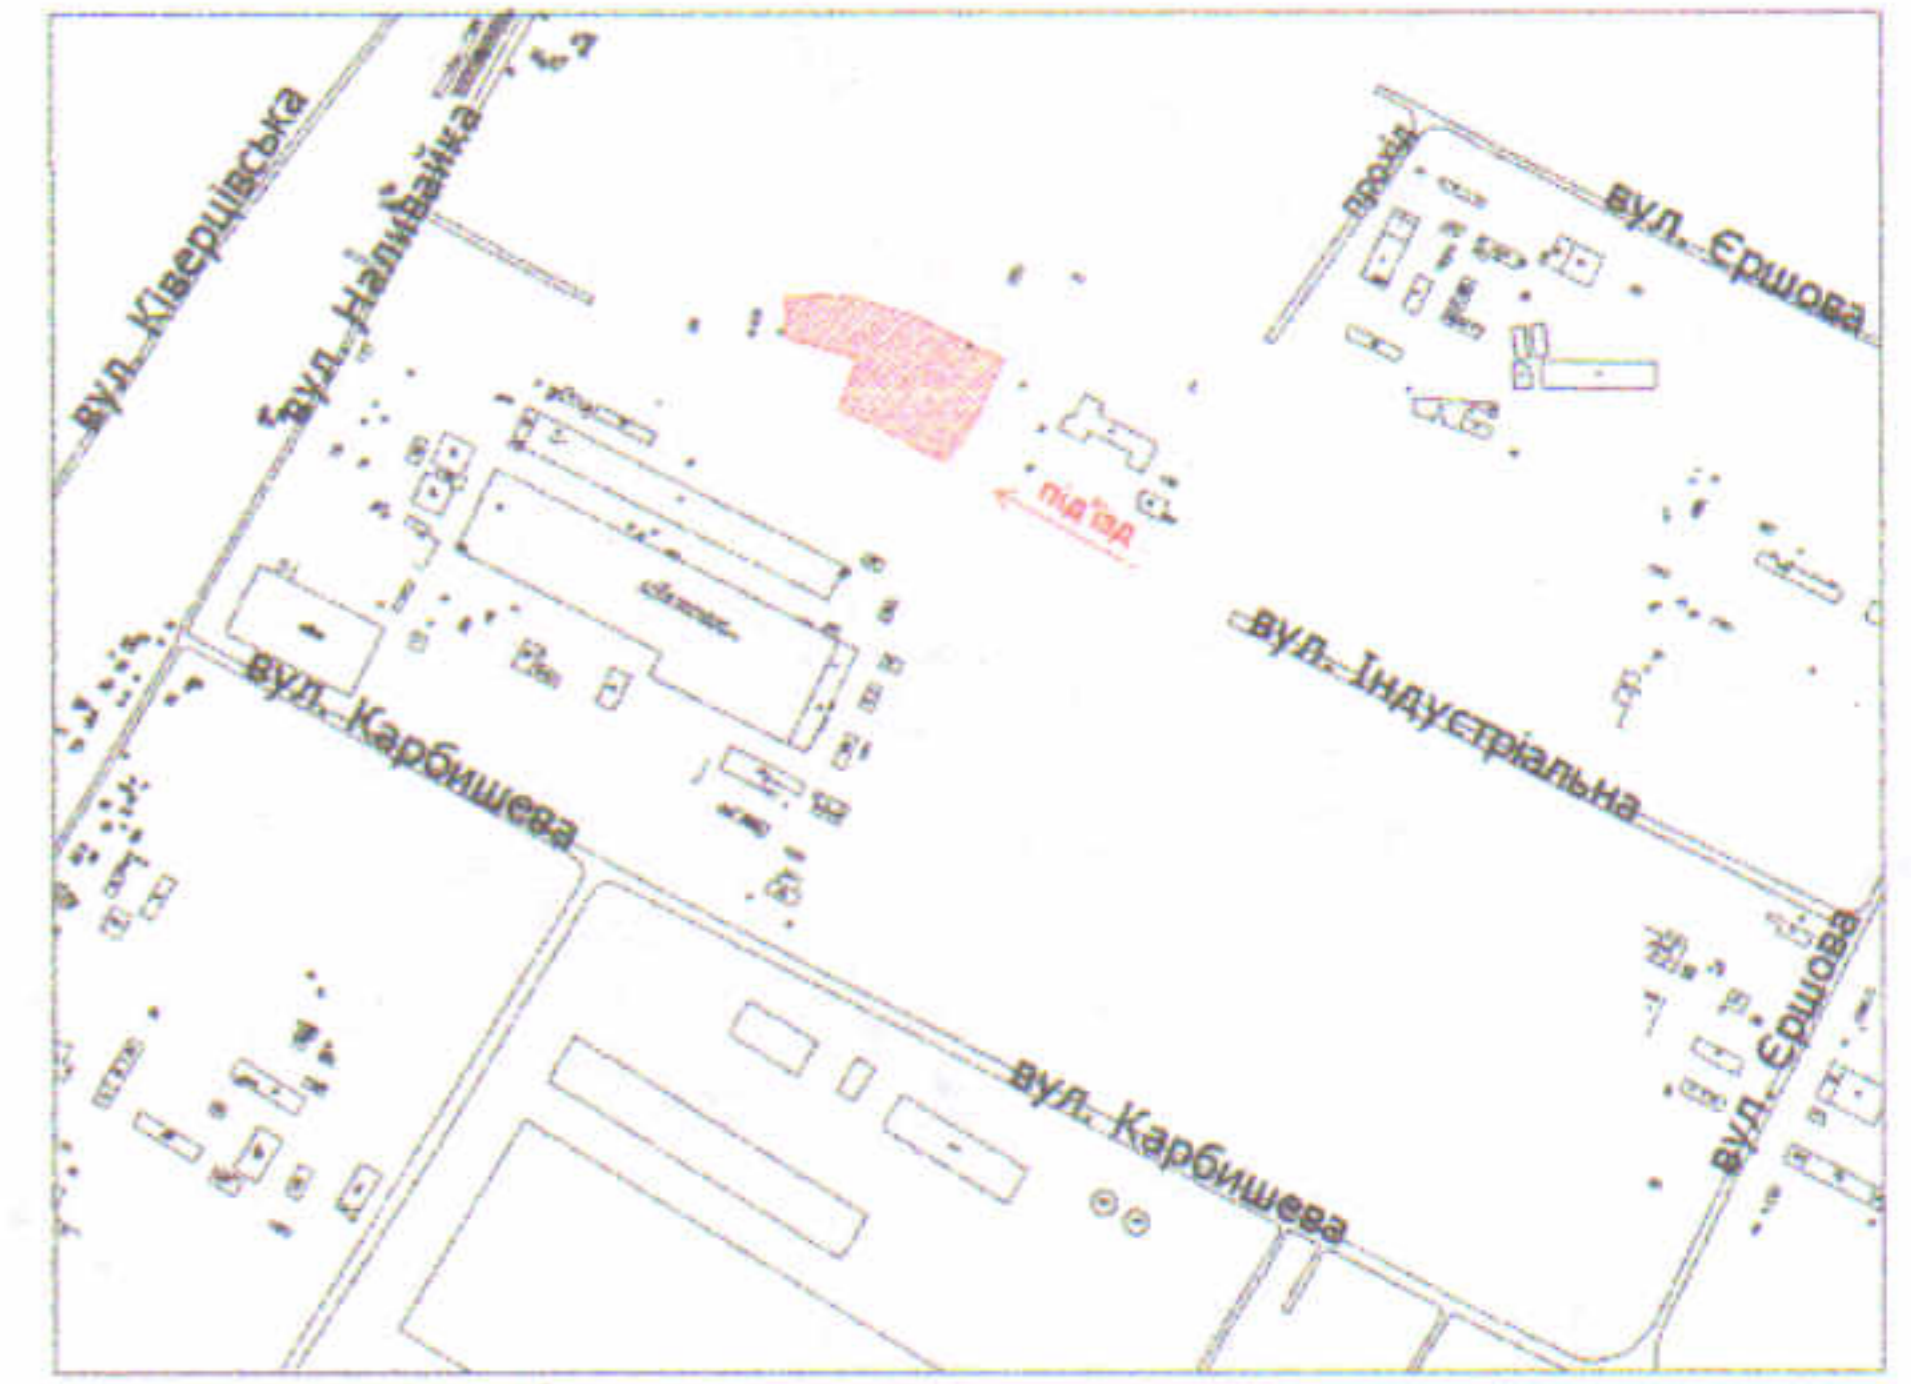 вул. Ківерцівська
вул. Наливайка
проїзд
вул. Єршова
під'їзд
вул. Індустріальна
вул. Карбишева
вул. Єршова
вул. Карбишева